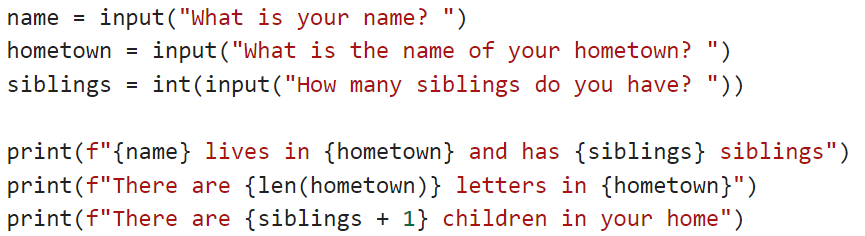 name = input("What is your name? ")
hometown = input("What is the name of your hometown? ")
siblings = int(input("How many siblings do you have? "))
print(f"{name} lives in {hometown} and has {siblings} siblings")
print(f"There are {len(hometown)} letters in {hometown}")
print(f"There are {siblings + 1} children in your home")